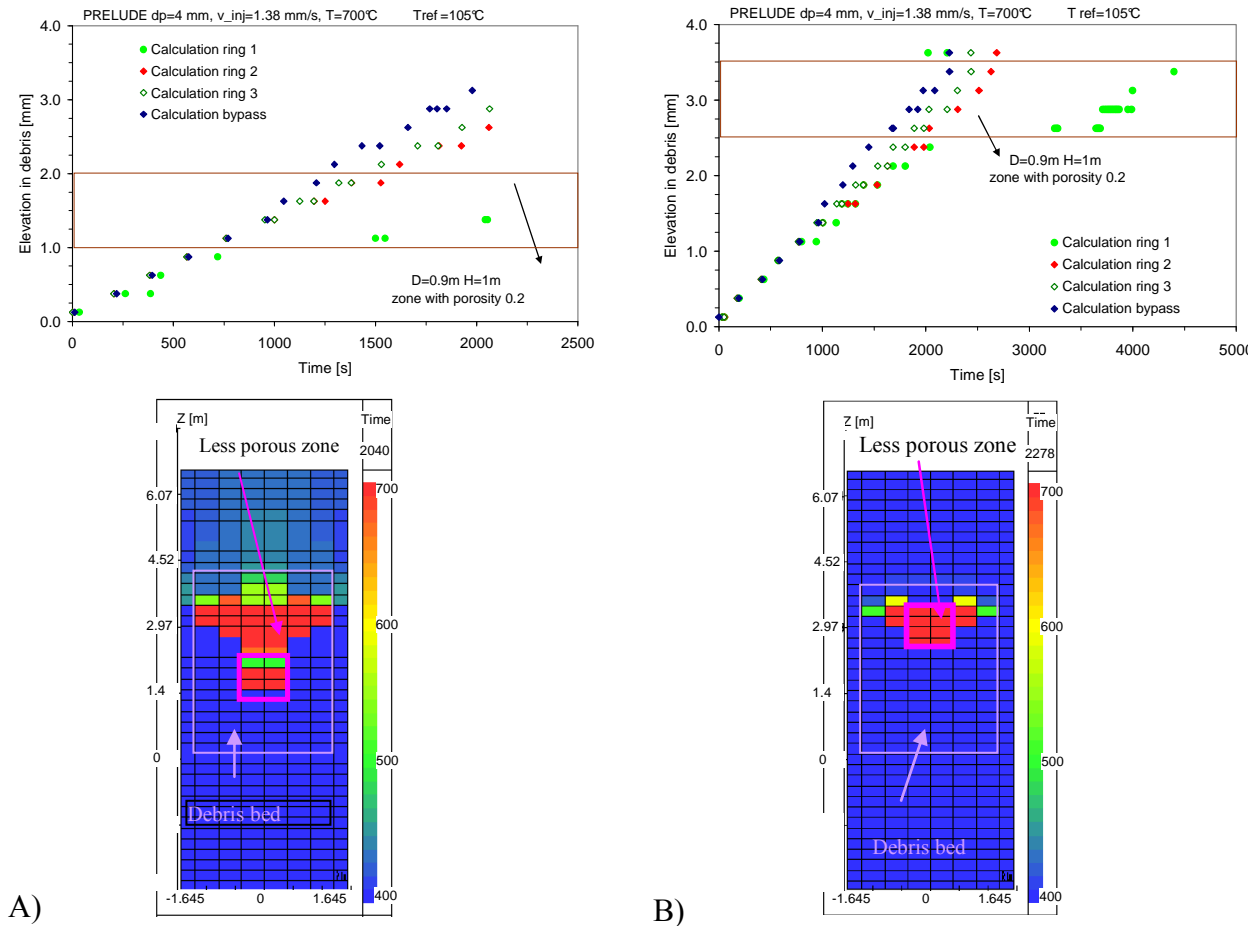 PRELUDE dp=4 mm, v_inj=1.38 mm/s, T=700°C Tref =105°C
Elevation in debris [mm]
4.0
3.0
2.0
1.0
0.0
Calculation ring 1
Calculation ring 2
Calculation ring 3
Calculation bypass
D=0.9m H=1m
zone with porosity 0.2
0 500 1000 1500 2000 2500
Time [s]
PRELUDE dp=4 mm, v_inj=1.38 mm/s, T=700°C T ref =105°C
Elevation in debris [mm]
4.0
3.0
2.0
1.0
0.0
D=0.9m H=1m
zone with porosity 0.2
Calculation ring 1
Calculation ring 2
Calculation ring 3
Calculation bypass
0 1000 2000 3000 4000 5000
Time [s]
Z [m]
Time
Less porous zone
2040
700
6.07
4.52
2.97
600
1.4
0
500
Debris bed
400
-1.645 0 1.645
A)
Z [m]
Time
Less porous zone
2278
700
6.07
4.52
2.97
600
1.4
0
500
Debris bed
400
-1.645 0 1.645
B)